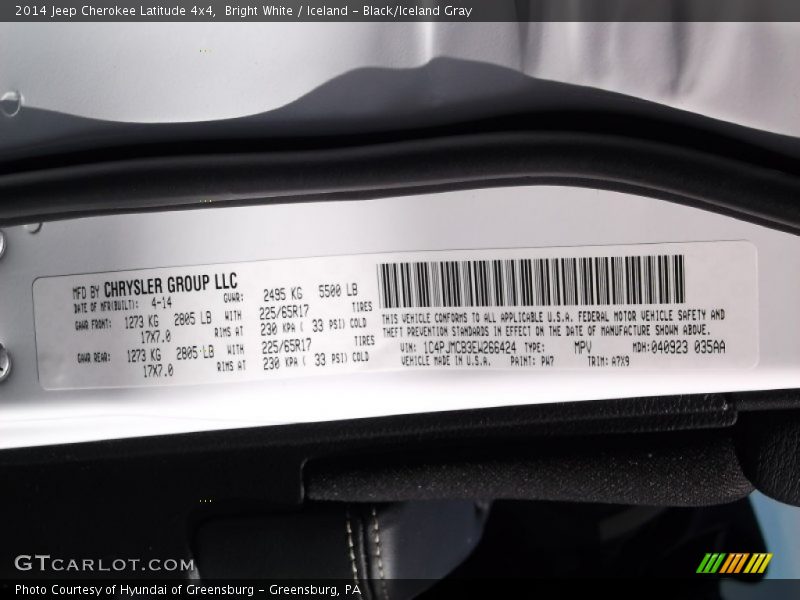 2014 Jeep Cherokee Latitude 4x4,  Bright White / Iceland – Black/Iceland Gray
MFD BY CHRYSLER GROUP LLC
DATE OF MFR(BUILT): 4-14 GVWR: 2495 KG 5500 LB
GAWR FRONT: 1273 KG 2805 LB WITH 225/65R17 TIRES
17X7.0 RIMS AT 230 KPA ( 33 PSI) COLD
GAWR REAR: 1273 KG 2805 LB WITH 225/65R17 TIRES
17X7.0 RIMS AT 230 KPA ( 33 PSI) COLD
THIS VEHICLE CONFORMS TO ALL APPLICABLE U.S.A. FEDERAL MOTOR VEHICLE SAFETY AND
THEFT PREVENTION STANDARDS IN EFFECT ON THE DATE OF MANUFACTURE SHOWN ABOVE.
VIN: 1C4PJMCB3EW266424 TYPE: MPV MDH:040923 035AA
VEHICLE MADE IN U.S.A. PAINT: PW7 TRIM: A7X9
GTCARLOT.COM
Photo Courtesy of Hyundai of Greensburg – Greensburg, PA